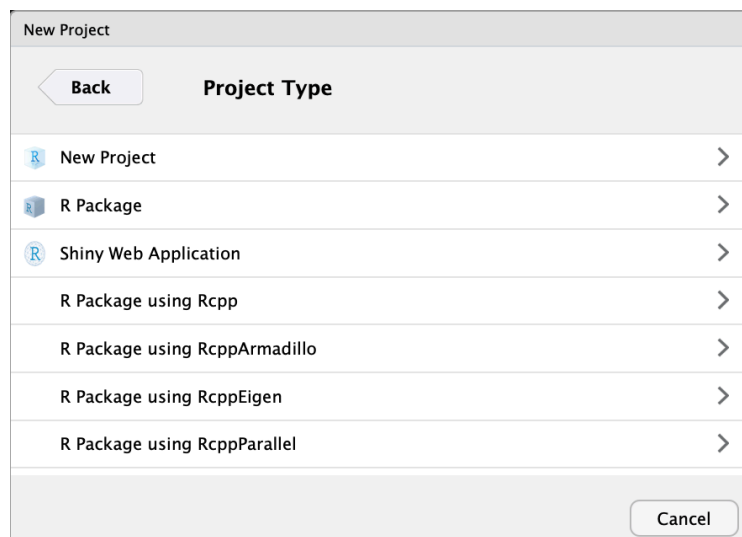 New Project
Back
Project Type
R New Project
R R Package
R Shiny Web Application
R Package using Rcpp
R Package using RcppArmadillo
R Package using RcppEigen
R Package using RcppParallel
Cancel